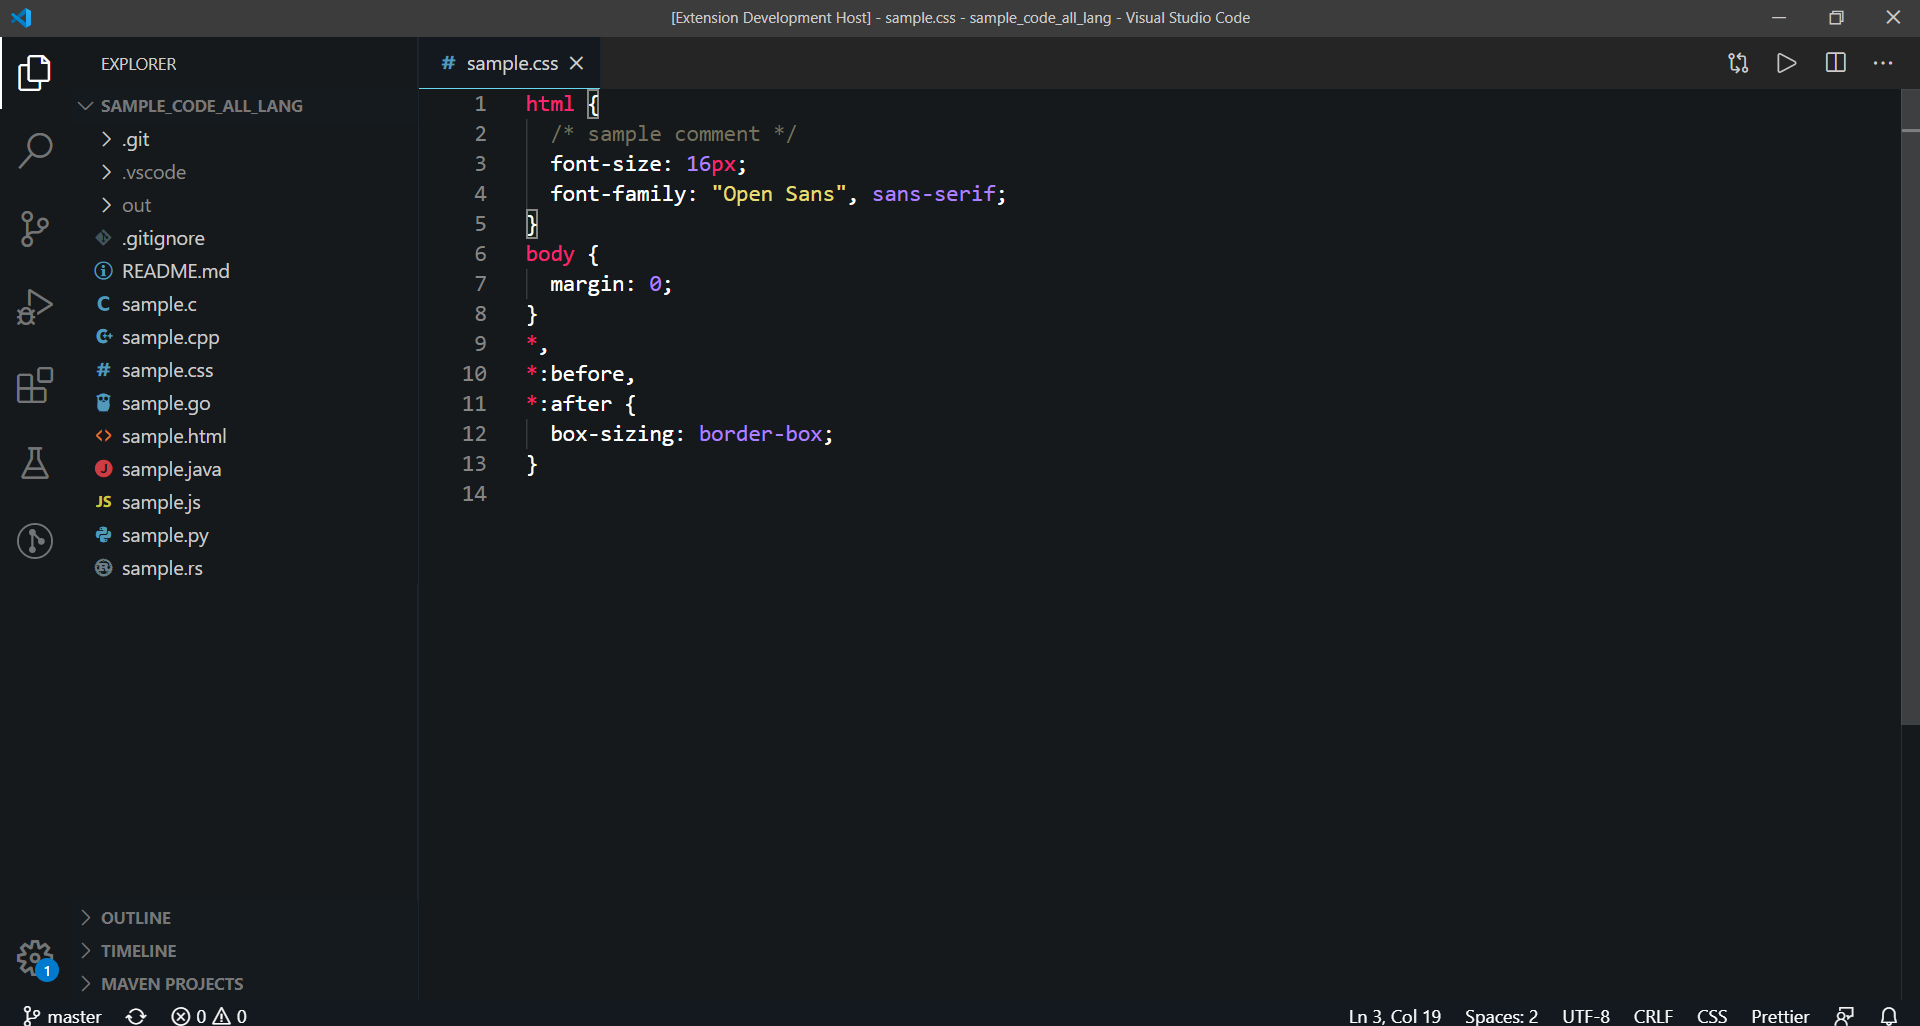 [Extension Development Host] - sample.css - sample_code_all_lang - Visual Studio Code
EXPLORER
SAMPLE_CODE_ALL_LANG
.git
.vscode
out
.gitignore
README.md
C sample.c
C+ sample.cpp
# sample.css
sample.go
<> sample.html
J sample.java
JS sample.js
sample.py
R sample.rs
OUTLINE
TIMELINE
MAVEN PROJECTS
1
# sample.css
1 html {
2   /* sample comment */
3   font-size: 16px;
4   font-family: "Open Sans", sans-serif;
5 }
6 body {
7   margin: 0;
8 }
9 *,
10 *:before,
11 *:after {
12   box-sizing: border-box;
13 }
14
master 0 0 Ln 3, Col 19 Spaces: 2 UTF-8 CRLF CSS Prettier